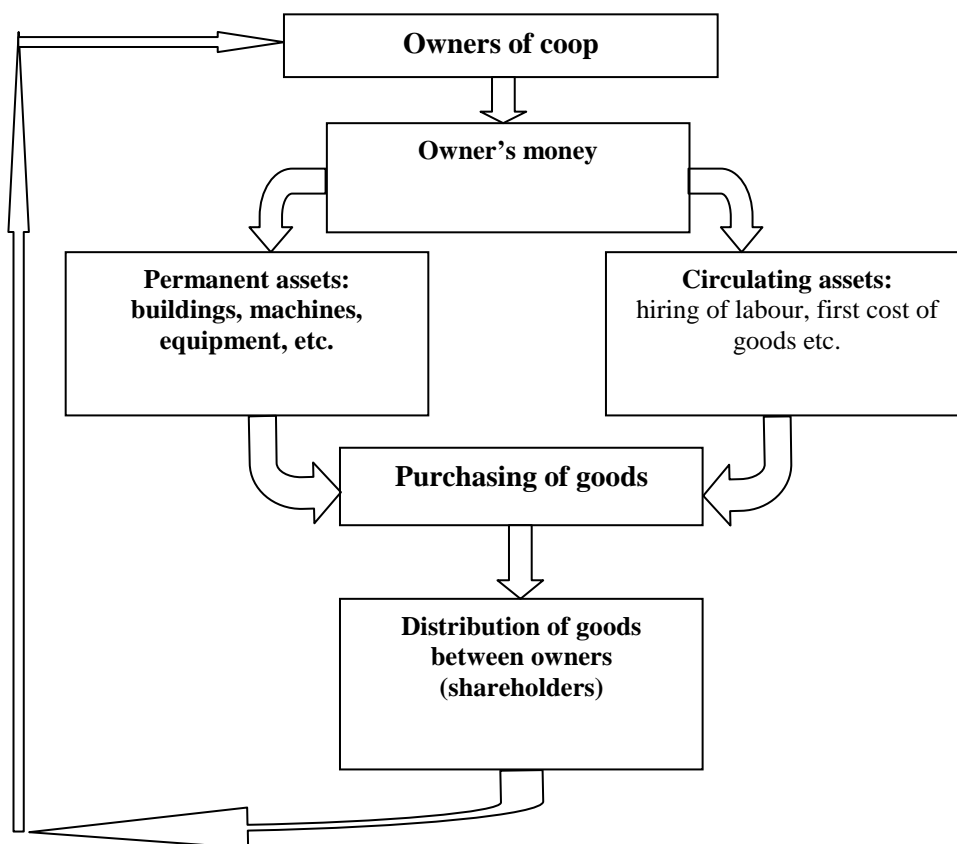 Owners of coop
Owner’s money
Permanent assets:
buildings, machines,
equipment, etc.
Circulating assets:
hiring of labour, first cost of
goods etc.
Purchasing of goods
Distribution of goods
between owners
(shareholders)